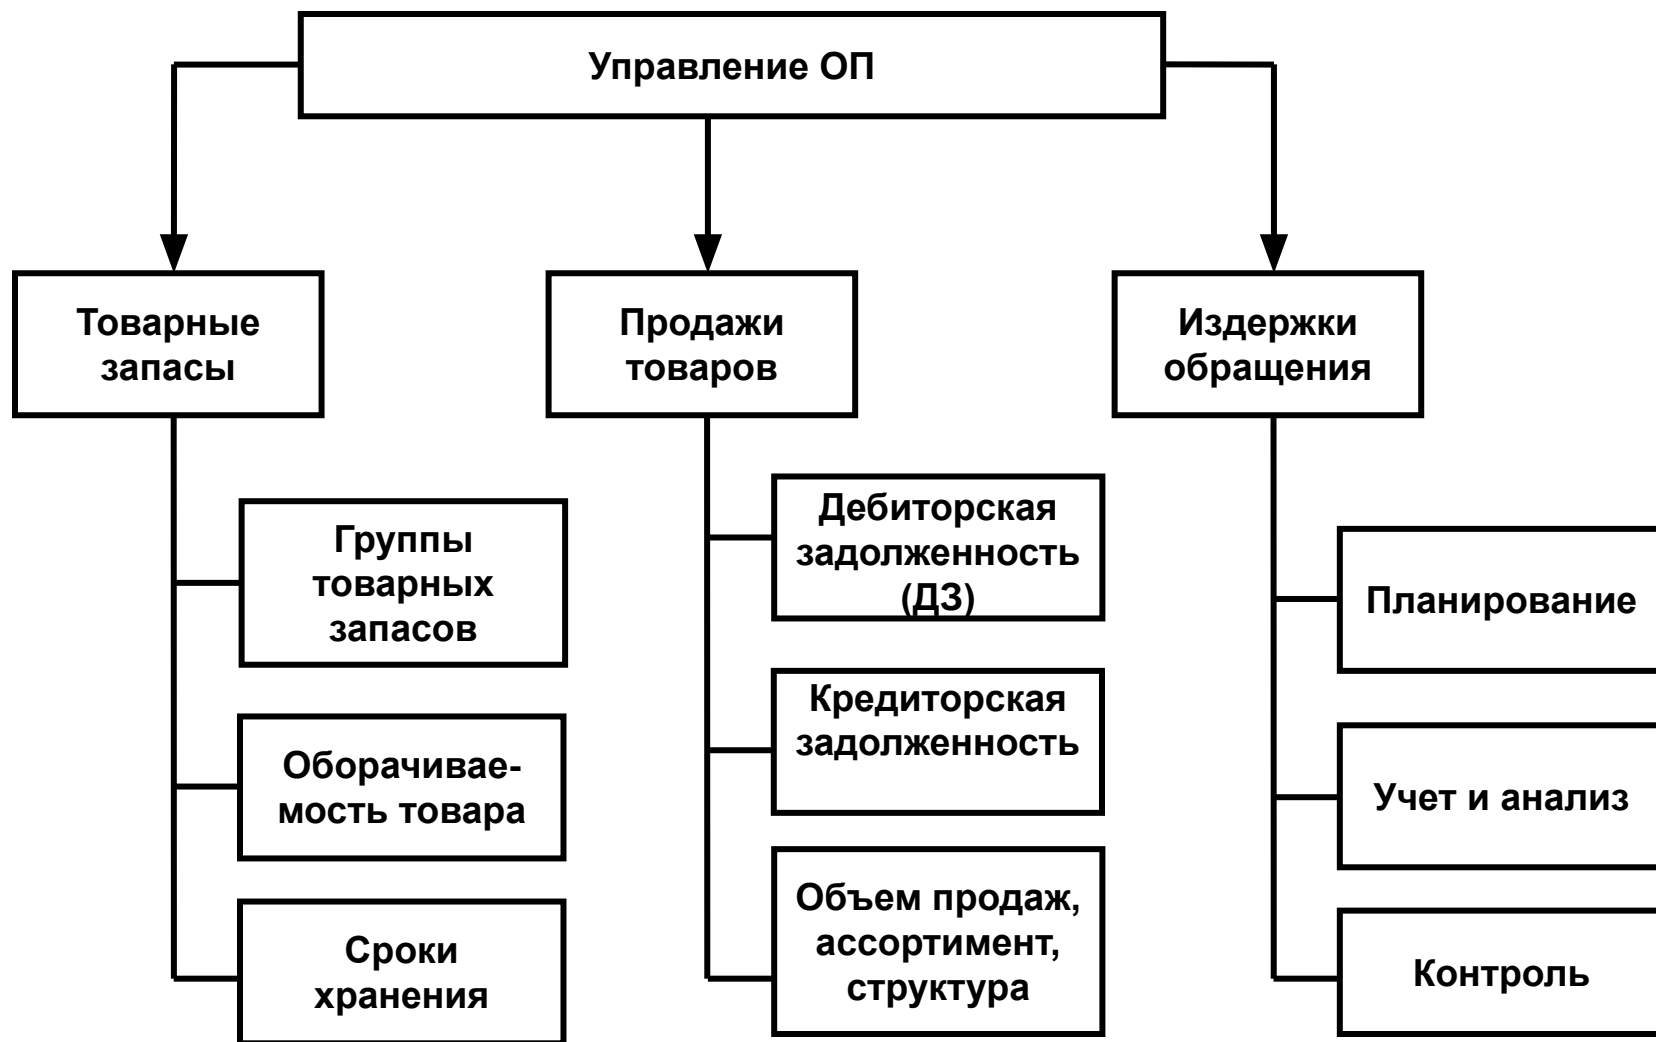 Управление ОП
Товарные
запасы
Продажи
товаров
Издержки
обращения
Группы
товарных
запасов
Оборачивае-
мость товара
Сроки
хранения
Дебиторская
задолженность
(ДЗ)
Кредиторская
задолженность
Объем продаж,
ассортимент,
структура
Планирование
Учет и анализ
Контроль